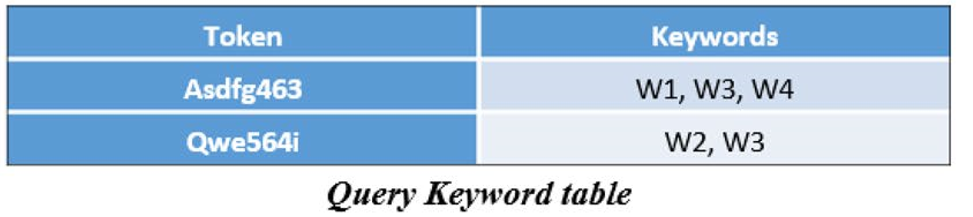 Token Keywords
Asdfg463 W1, W3, W4
Qwe564i W2, W3
Query Keyword table